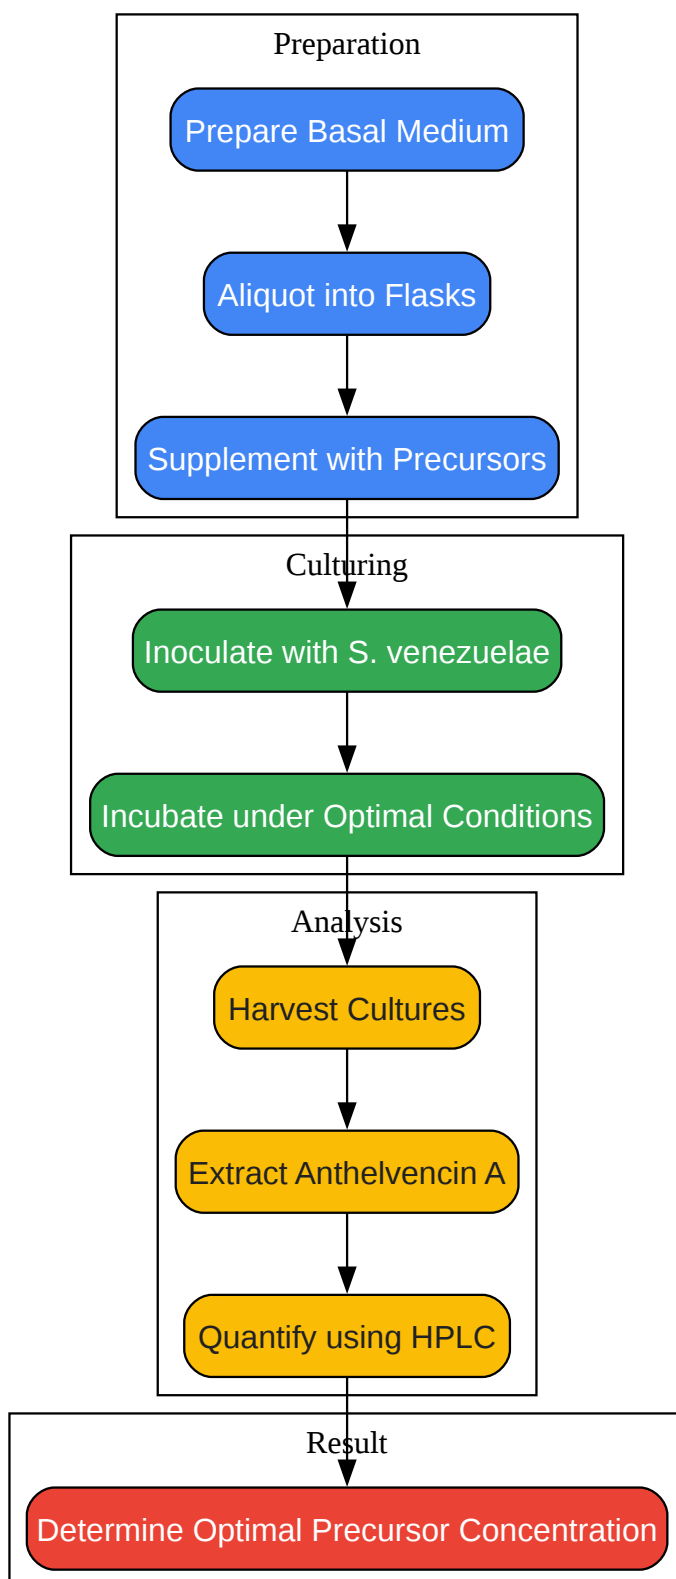 Preparation
Prepare Basal Medium
Aliquot into Flasks
Supplement with Precursors
Culturing
Inoculate with S. venezuelae
Incubate under Optimal Conditions
Analysis
Harvest Cultures
Extract Anthelvencin A
Quantify using HPLC
Result
Determine Optimal Precursor Concentration